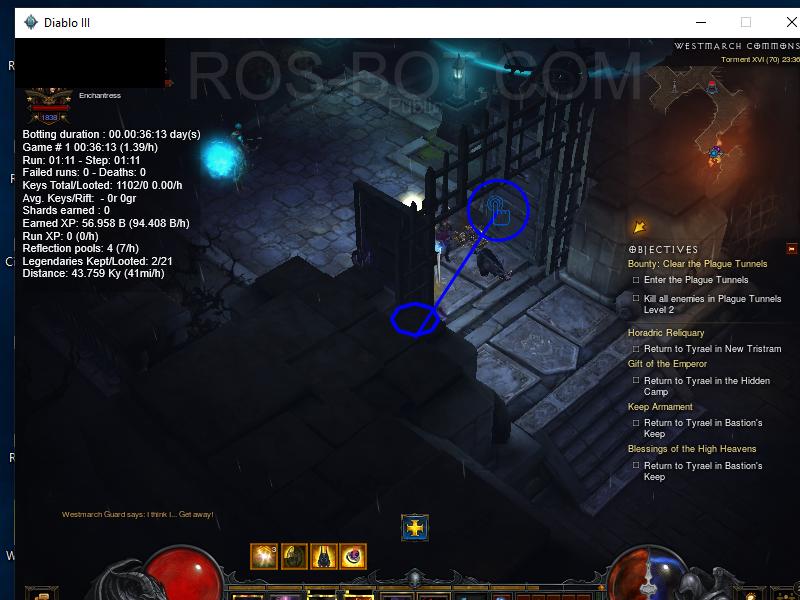 Diablo III
WESTMARCH COMMONS
Torment XVI (70) 23:36
ROS-BOT.COM
Public
Enchantress
1838
Botting duration : 00.00:36:13 day(s)
Game # 1 00:36:13 (1.39/h)
Run: 01:11 - Step: 01:11
Failed runs: 0 - Deaths: 0
Keys Total/Looted: 1102/0 0.00/h
Avg. Keys/Rift:  - 0r 0gr
Shards earned : 0
Earned XP: 56.958 B (94.408 B/h)
Run XP: 0 (0/h)
Reflection pools: 4 (7/h)
Legendaries Kept/Looted: 2/21
Distance: 43.759 Ky (41mi/h)
OBJECTIVES
Bounty: Clear the Plague Tunnels
Enter the Plague Tunnels
Kill all enemies in Plague Tunnels
Level 2
Horadric Reliquary
Return to Tyrael in New Tristram
Gift of the Emperor
Return to Tyrael in the Hidden
Camp
Keep Armament
Return to Tyrael in Bastion's
Keep
Blessings of the High Heavens
Return to Tyrael in Bastion's
Keep
Westmarch Guard says: I think I... Get away!
3